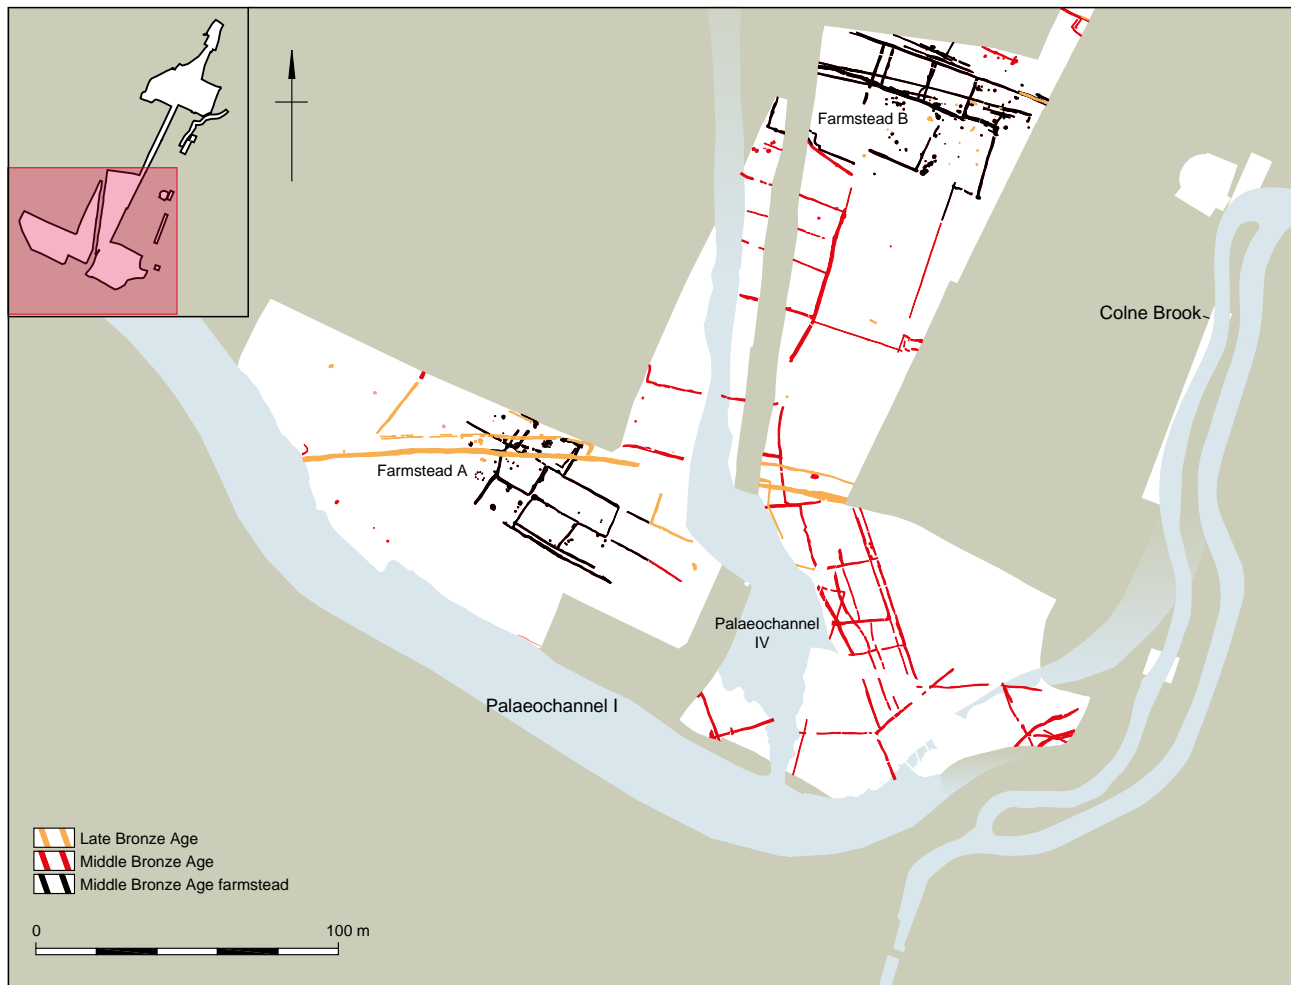 Farmstead B
Colne Brook
Farmstead A
Palaeochannel
IV
Palaeochannel I
Late Bronze Age
Middle Bronze Age
Middle Bronze Age farmstead
0
100 m